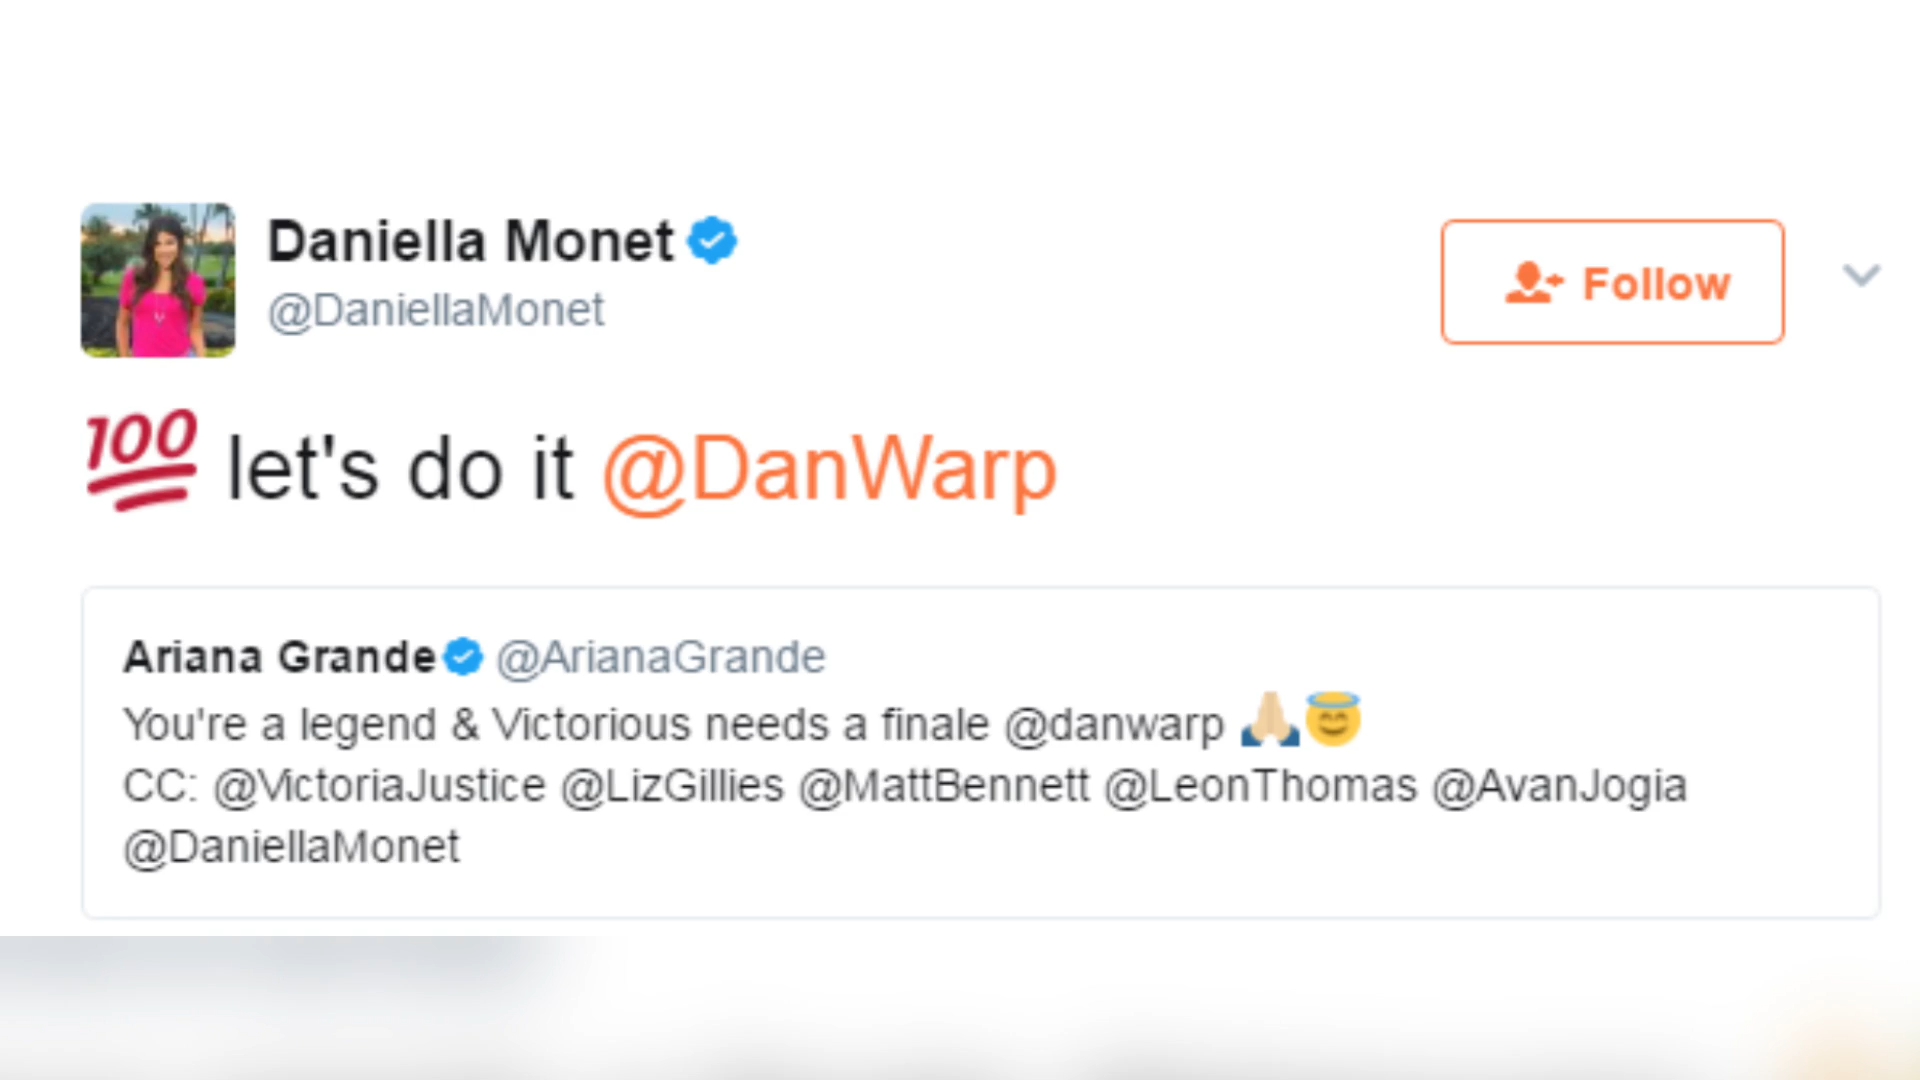 Daniella Monet
@DaniellaMonet
Follow
💯 let's do it @DanWarp
Ariana Grande @ArianaGrande
You're a legend & Victorious needs a finale @danwarp 🙏🏼😇
CC: @VictoriaJustice @LizGillies @MattBennett @LeonThomas @AvanJogia
@DaniellaMonet